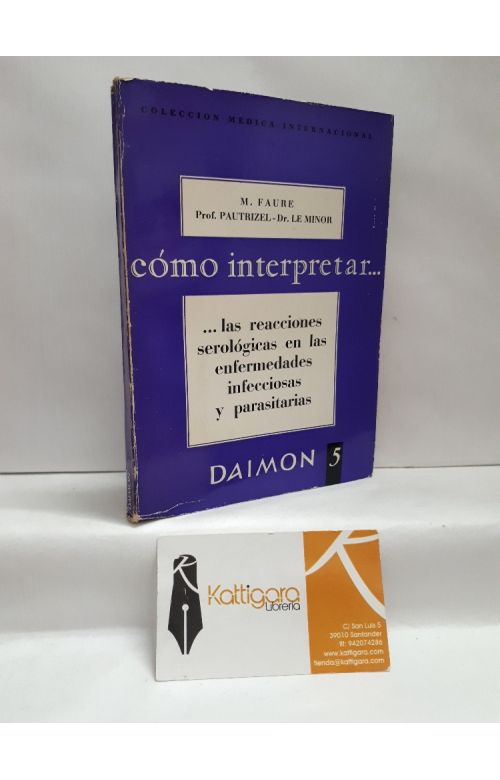 COLECCION MEDICA INTERNACIONAL
M. FAURE
Prof. PAUTRIZEL-Dr. LE MINOR
cómo interpretar...
...las reacciones
serológicas en las
enfermedades
infecciosas
y parasitarias
DAIMON 5
Kattigara
Librería
C/ San Luis 5
39010 Santander
tlf: 942074286
www.kattigara.com
tienda@kattigara.com